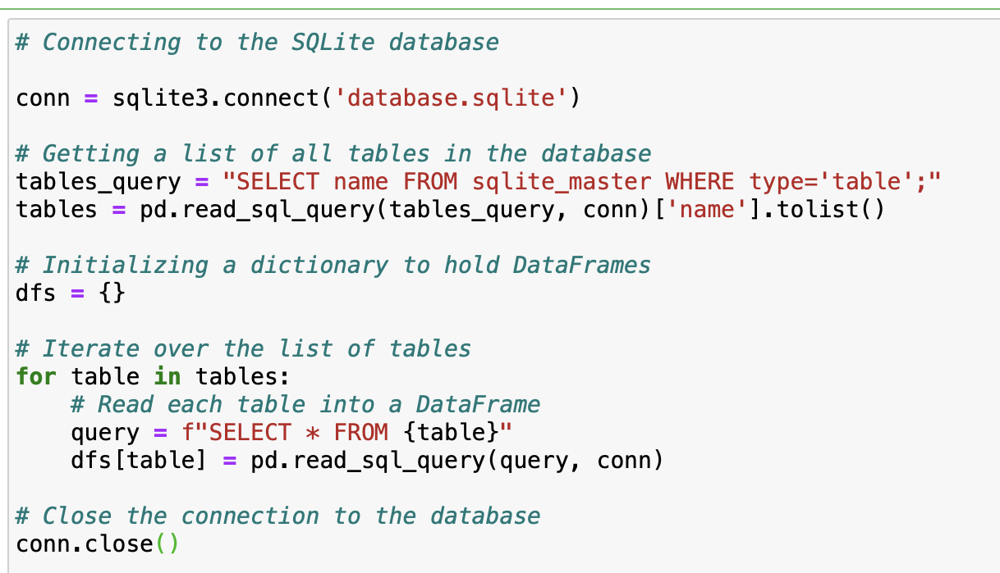 # Connecting to the SQLite database
conn = sqlite3.connect('database.sqlite')
# Getting a list of all tables in the database
tables_query = "SELECT name FROM sqlite_master WHERE type='table';"
tables = pd.read_sql_query(tables_query, conn)['name'].tolist()
# Initializing a dictionary to hold DataFrames
dfs = {}
# Iterate over the list of tables
for table in tables:
    # Read each table into a DataFrame
    query = f"SELECT * FROM {table}"
    dfs[table] = pd.read_sql_query(query, conn)
# Close the connection to the database
conn.close()